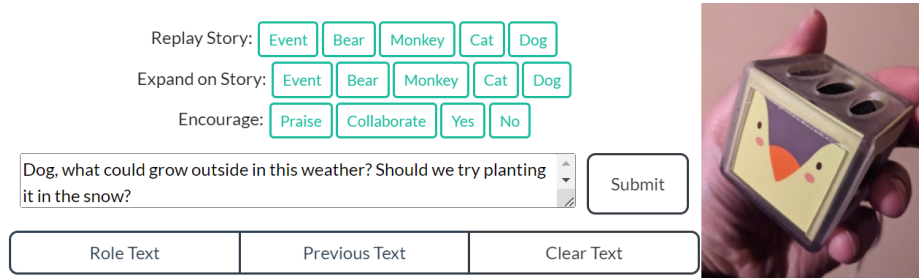 Replay Story: Event Bear Monkey Cat Dog
Expand on Story: Event Bear Monkey Cat Dog
Encourage: Praise Collaborate Yes No
Dog, what could grow outside in this weather? Should we try planting
it in the snow?
Submit
Role Text Previous Text Clear Text